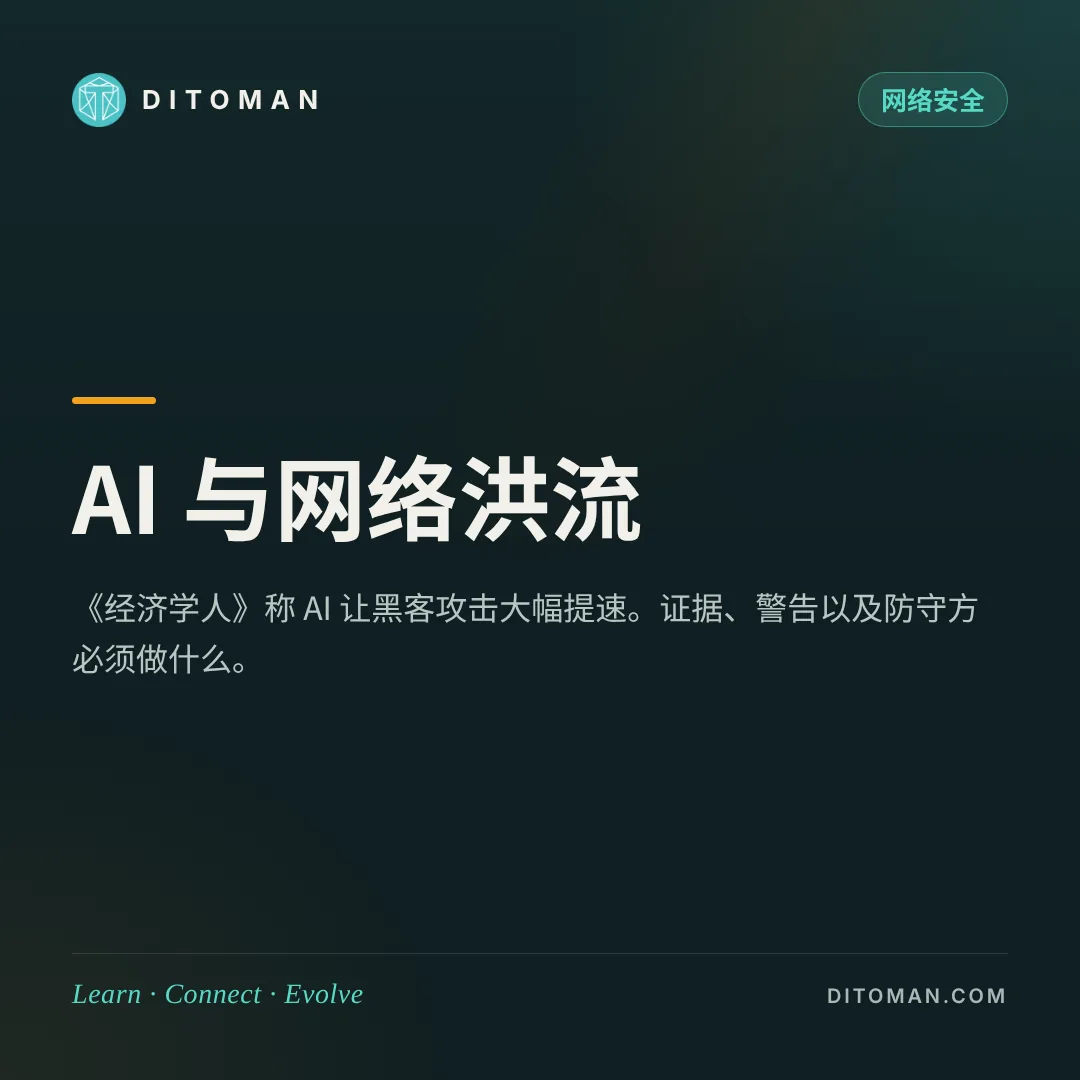 DITOMAN
网络安全
AI 与网络洪流
《经济学人》称 AI 让黑客攻击大幅提速。证据、警告以及防守方
必须做什么。
Learn · Connect · Evolve
DITOMAN.COM